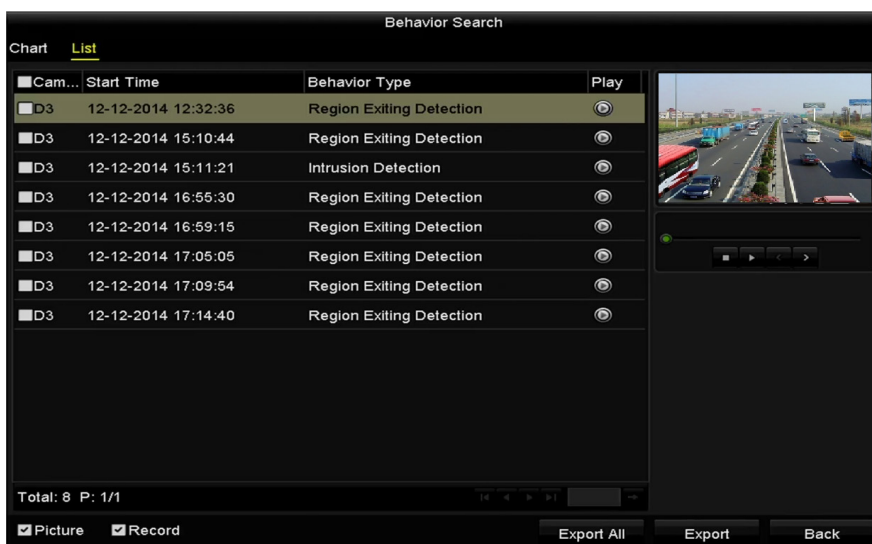 Behavior Search
Chart List
Cam... Start Time Behavior Type Play
D3 12-12-2014 12:32:36 Region Exiting Detection
D3 12-12-2014 15:10:44 Region Exiting Detection
D3 12-12-2014 15:11:21 Intrusion Detection
D3 12-12-2014 16:55:30 Region Exiting Detection
D3 12-12-2014 16:59:15 Region Exiting Detection
D3 12-12-2014 17:05:05 Region Exiting Detection
D3 12-12-2014 17:09:54 Region Exiting Detection
D3 12-12-2014 17:14:40 Region Exiting Detection
Total: 8 P: 1/1
Picture Record Export All Export Back